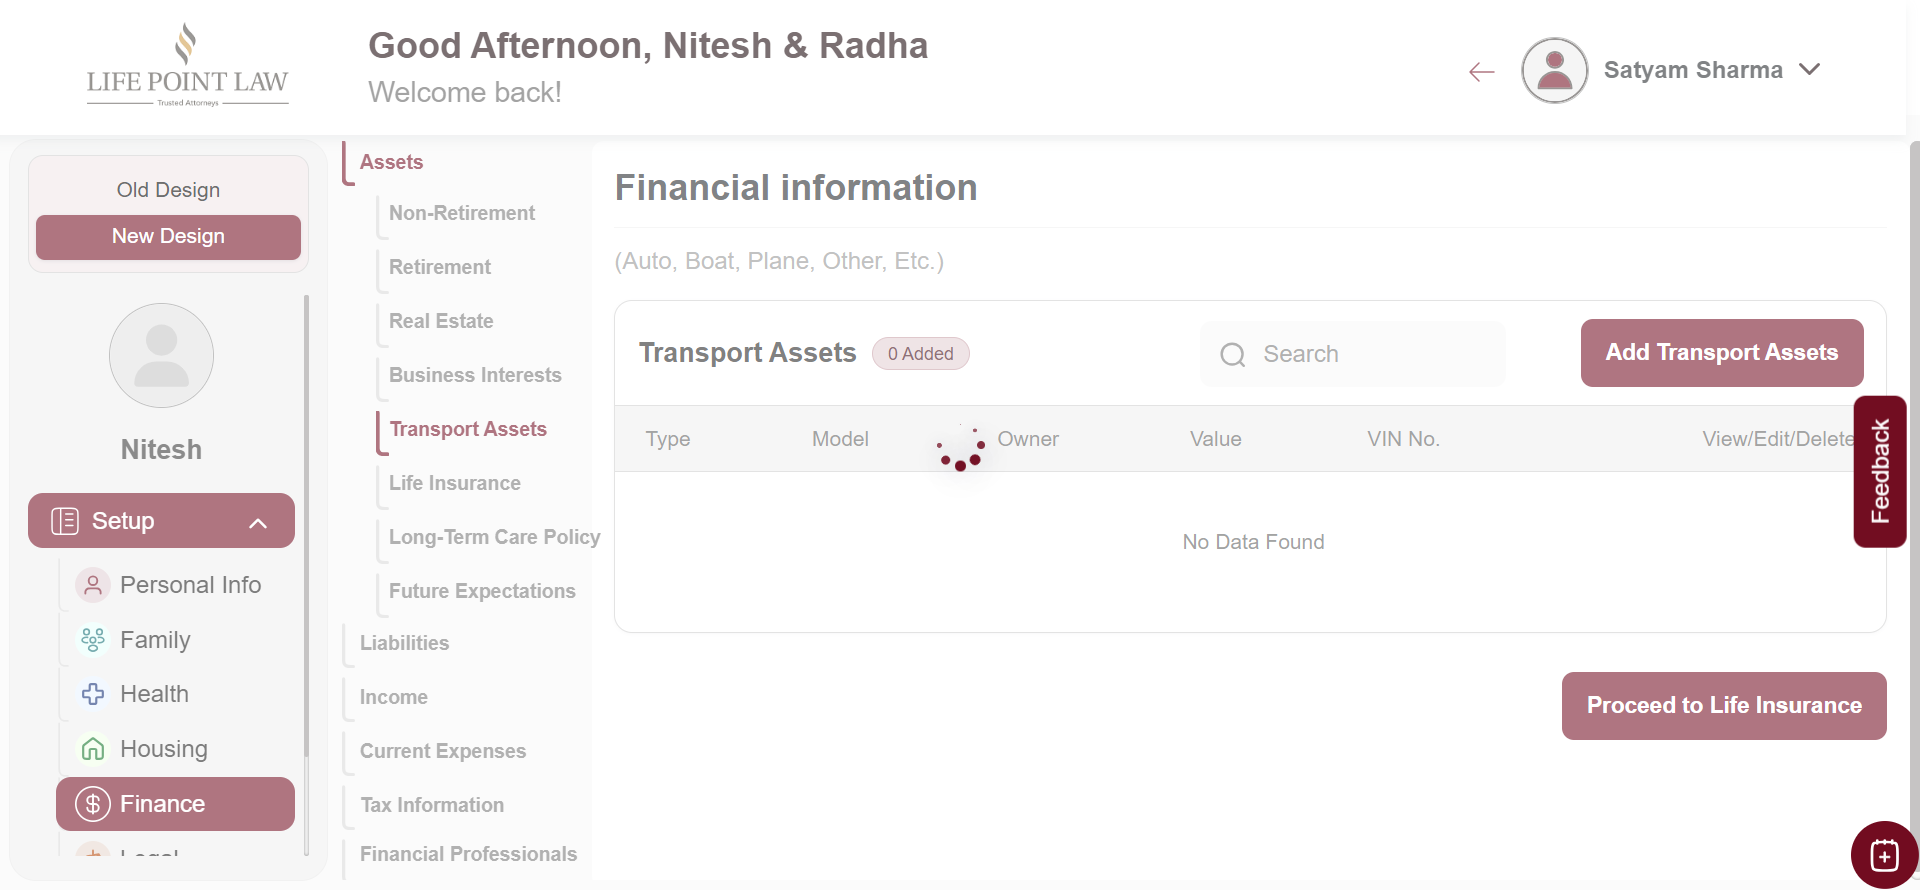 LIFE POINT LAW
Trusted Attorneys
Good Afternoon, Nitesh & Radha
Welcome back!
Satyam Sharma
Old Design
New Design
Nitesh
Setup
Personal Info
Family
Health
Housing
Finance
Legal
Assets
Non-Retirement
Retirement
Real Estate
Business Interests
Transport Assets
Life Insurance
Long-Term Care Policy
Future Expectations
Liabilities
Income
Current Expenses
Tax Information
Financial Professionals
Financial information
(Auto, Boat, Plane, Other, Etc.)
Transport Assets
0 Added
Search
Add Transport Assets
Type Model Owner Value VIN No. View/Edit/Delete
No Data Found
Proceed to Life Insurance
Feedback